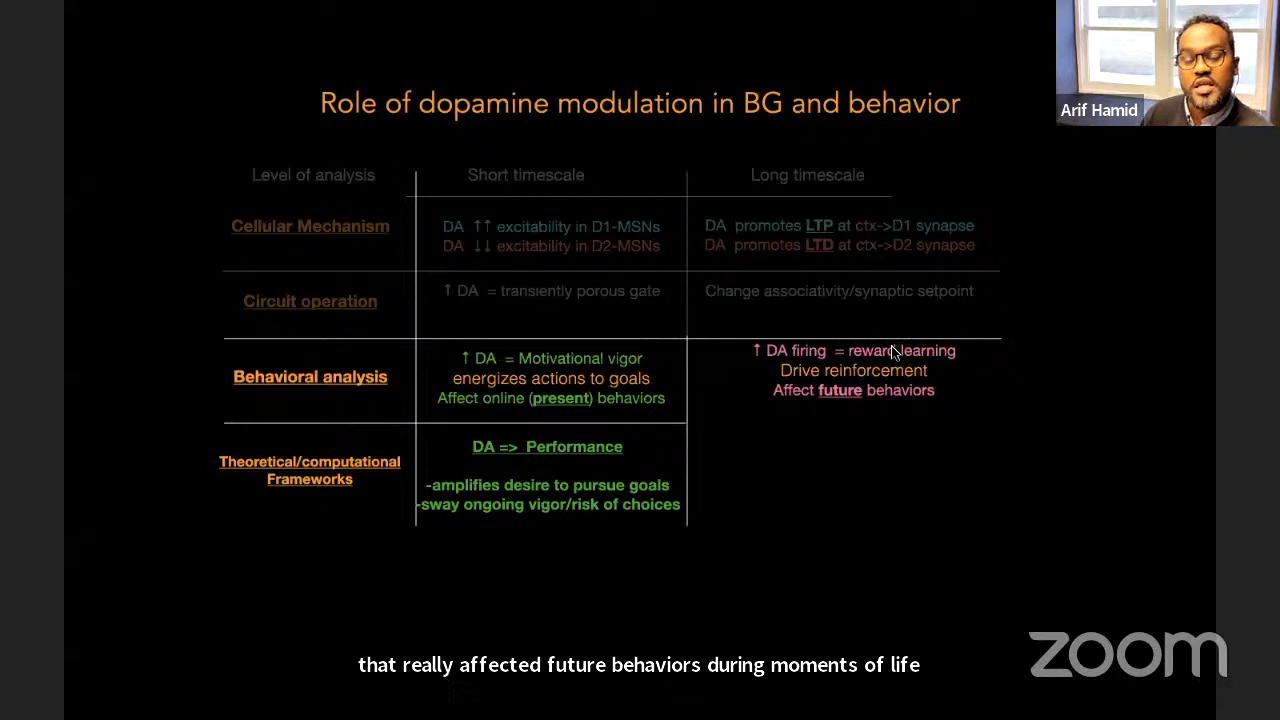 Role of dopamine modulation in BG and behavior
Arif Hamid
Level of analysis
Short timescale
Long timescale
Cellular Mechanism
DA ↑↑ excitability in D1-MSNs
DA ↓↓ excitability in D2-MSNs
DA promotes LTP at ctx->D1 synapse
DA promotes LTD at ctx->D2 synapse
Circuit operation
↑ DA = transiently porous gate
Change associativity/synaptic setpoint
Behavioral analysis
↑ DA = Motivational vigor
energizes actions to goals
Affect online (present) behaviors
↑ DA firing = reward learning
Drive reinforcement
Affect future behaviors
Theoretical/computational
Frameworks
DA => Performance
-amplifies desire to pursue goals
-sway ongoing vigor/risk of choices
that really affected future behaviors during moments of life
zoom